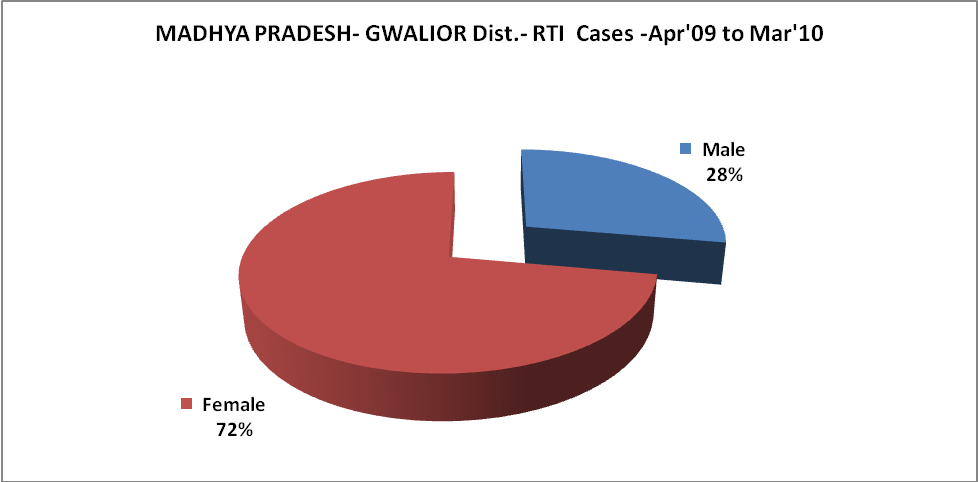 MADHYA PRADESH- GWALIOR Dist.- RTI  Cases -Apr'09 to Mar'10
Male
28%
Female
72%